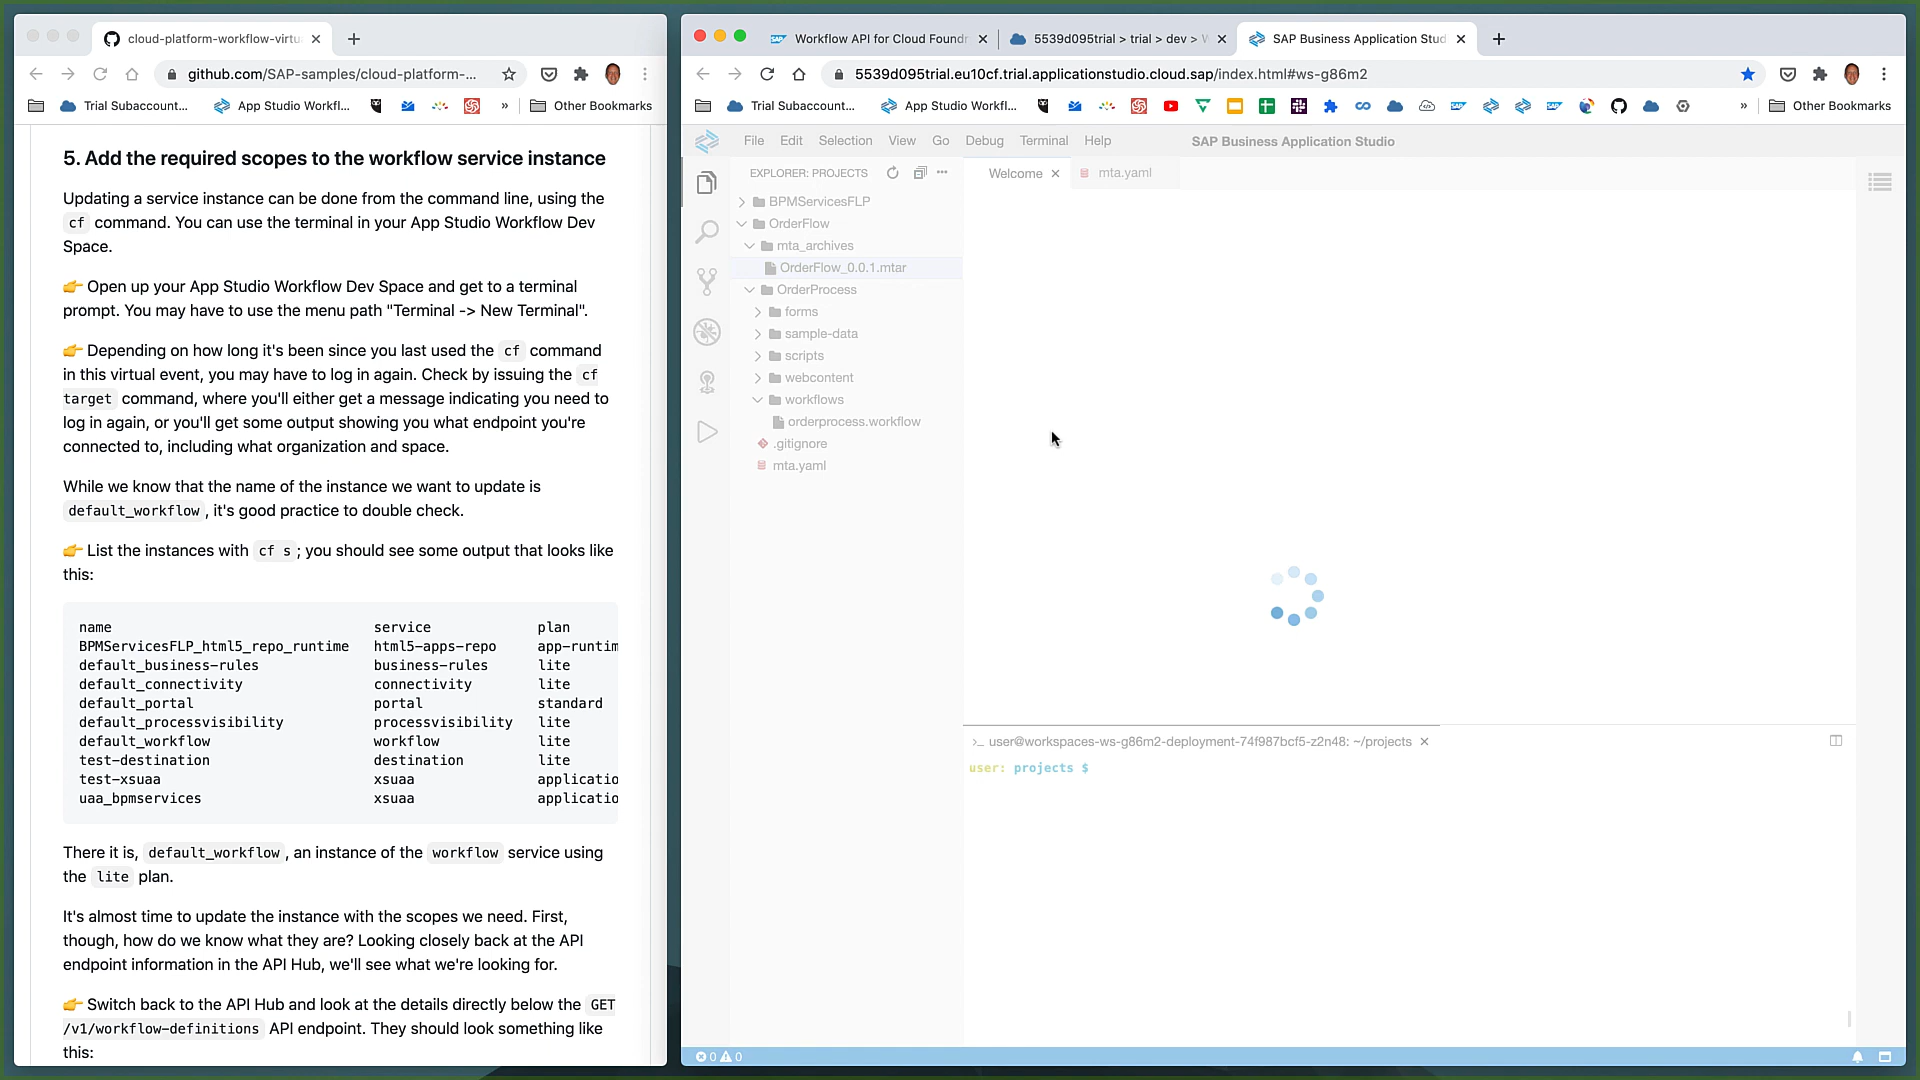 cloud-platform-workflow-virtu
github.com/SAP-samples/cloud-platform-...
Trial Subaccount...
App Studio Workfl...
»
Other Bookmarks
5. Add the required scopes to the workflow service instance
Updating a service instance can be done from the command line, using the
cf command. You can use the terminal in your App Studio Workflow Dev
Space.
👉 Open up your App Studio Workflow Dev Space and get to a terminal
prompt. You may have to use the menu path "Terminal -> New Terminal".
👉 Depending on how long it's been since you last used the cf command
in this virtual event, you may have to log in again. Check by issuing the cf
target command, where you'll either get a message indicating you need to
log in again, or you'll get some output showing you what endpoint you're
connected to, including what organization and space.
While we know that the name of the instance we want to update is
default_workflow, it's good practice to double check.
👉 List the instances with cf s; you should see some output that looks like
this:
name service plan
BPMServicesFLP_html5_repo_runtime html5-apps-repo app-runtim
default_business-rules business-rules lite
default_connectivity connectivity lite
default_portal portal standard
default_processvisibility processvisibility lite
default_workflow workflow lite
test-destination destination lite
test-xsuaa xsuaa applicatio
uaa_bpmservices xsuaa applicatio
There it is, default_workflow, an instance of the workflow service using
the lite plan.
It's almost time to update the instance with the scopes we need. First,
though, how do we know what they are? Looking closely back at the API
endpoint information in the API Hub, we'll see what we're looking for.
👉 Switch back to the API Hub and look at the details directly below the GET
/v1/workflow-definitions API endpoint. They should look something like
this:
Workflow API for Cloud Foundr
5539d095trial > trial > dev >
SAP Business Application Stud
5539d095trial.eu10cf.trial.applicationstudio.cloud.sap/index.html#ws-g86m2
Trial Subaccount...
App Studio Workfl...
»
Other Bookmarks
File Edit Selection View Go Debug Terminal Help
SAP Business Application Studio
EXPLORER: PROJECTS
BPMServicesFLP
OrderFlow
mta_archives
OrderFlow_0.0.1.mtar
OrderProcess
forms
sample-data
scripts
webcontent
workflows
orderprocess.workflow
.gitignore
mta.yaml
Welcome
mta.yaml
>_ user@workspaces-ws-g86m2-deployment-74f987bcf5-z2n48: ~/projects
user: projects $
0 0